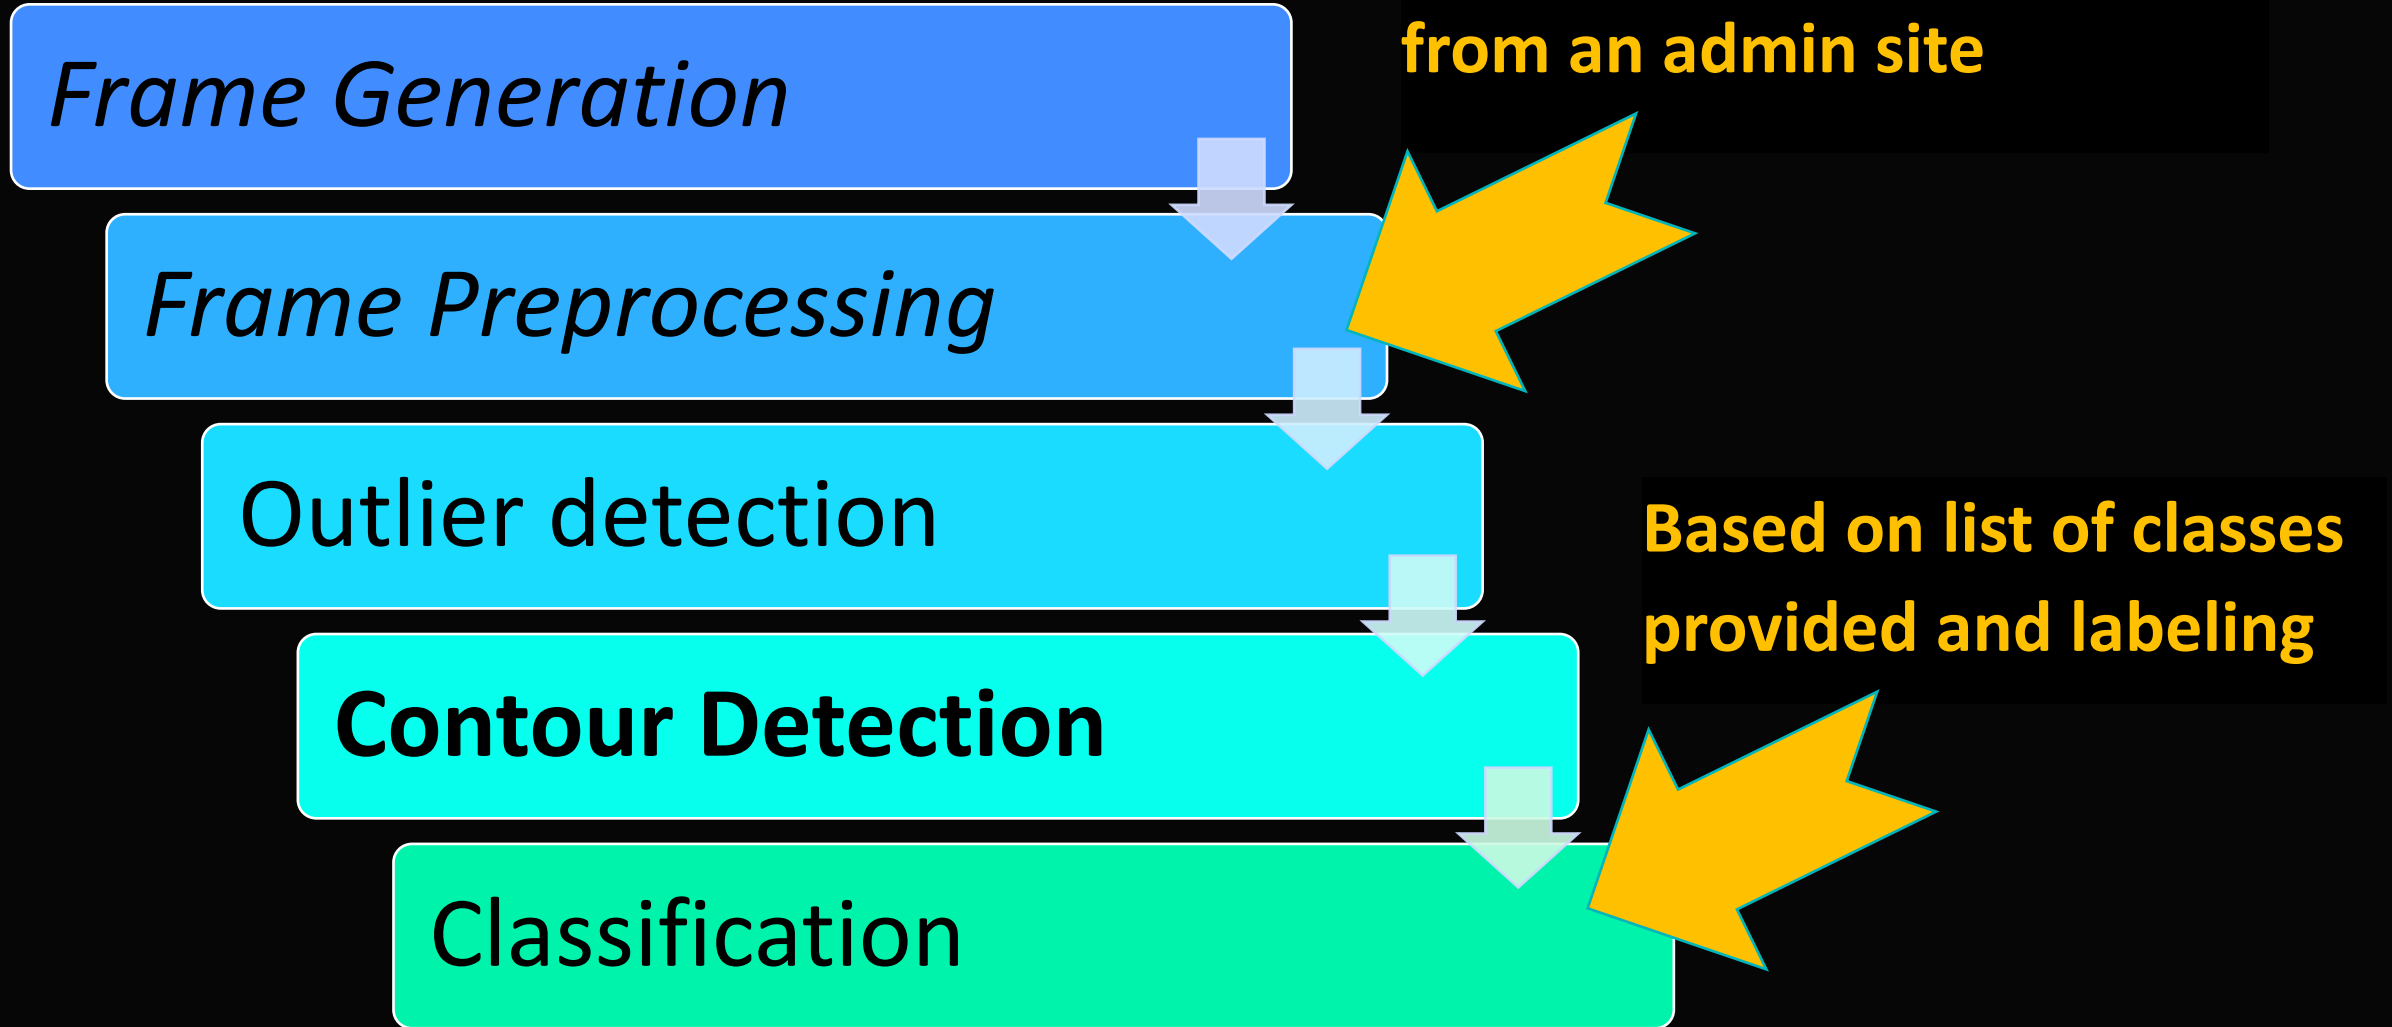 Frame Generation
from an admin site
Frame Preprocessing
Outlier detection
Based on list of classes
provided and labeling
Contour Detection
Classification